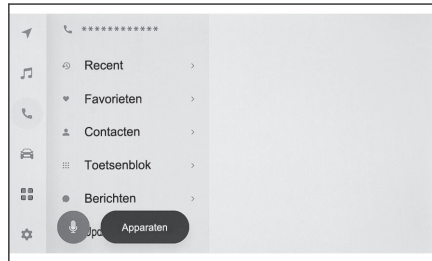 ************
Recent
Favorieten
Contacten
Toetsenblok
Berichten
Apparaten